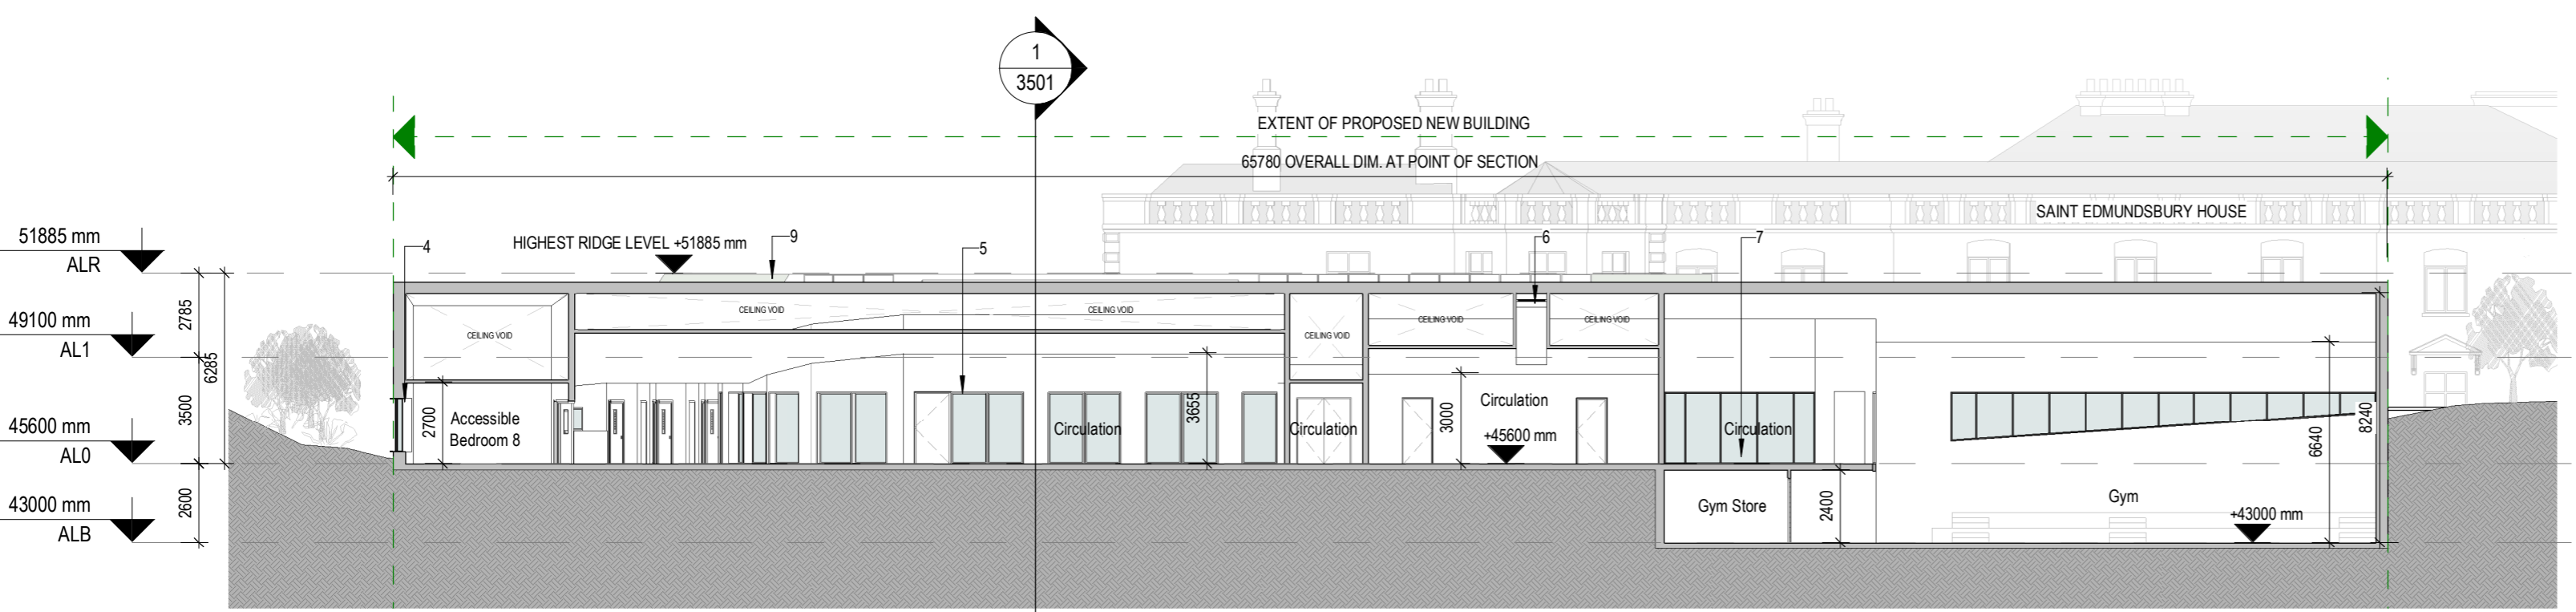 1
3501
EXTENT OF PROPOSED NEW BUILDING
65780 OVERALL DIM. AT POINT OF SECTION
SAINT EDMUNDSBURY HOUSE
51885 mm
ALR
4
HIGHEST RIDGE LEVEL +51885 mm
9
5
6
7
49100 mm
AL1
2785
6285
3500
CEILING VOID
CEILING VOID
CEILING VOID
CEILING VOID
CEILING VOID
CEILING VOID
45600 mm
AL0
2700
Accessible
Bedroom 8
Circulation
3655
Circulation
3000
Circulation
+45600 mm
Circulation
6640
8240
43000 mm
ALB
2600
Gym Store
2400
Gym
+43000 mm